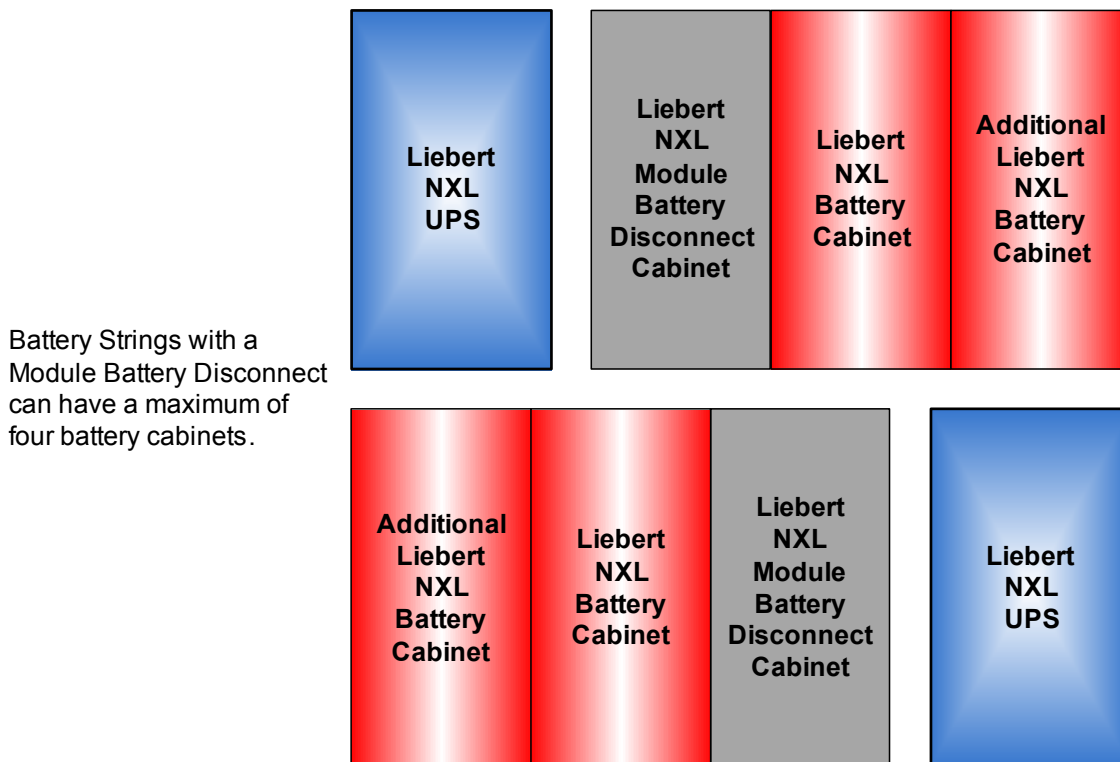 Liebert
NXL
UPS
Liebert
NXL
Module
Battery
Disconnect
Cabinet
Liebert
NXL
Battery
Cabinet
Additional
Liebert
NXL
Battery
Cabinet
Battery Strings with a
Module Battery Disconnect
can have a maximum of
four battery cabinets.
Additional
Liebert
NXL
Battery
Cabinet
Liebert
NXL
Battery
Cabinet
Liebert
NXL
Module
Battery
Disconnect
Cabinet
Liebert
NXL
UPS